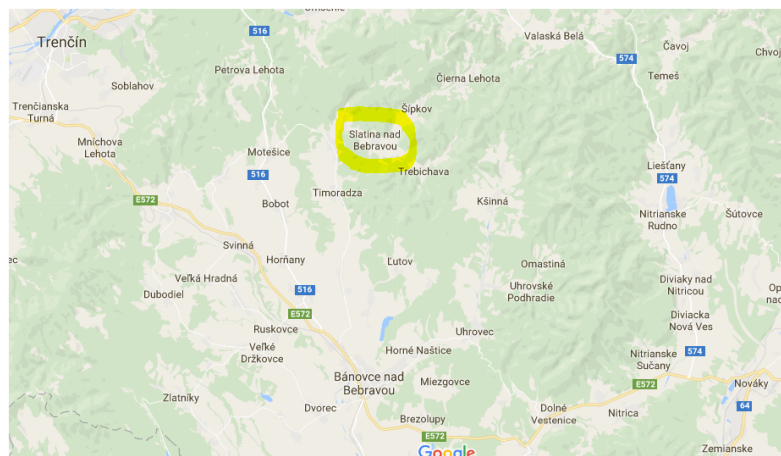 516
Valaská Belá
Trenčín
574
Čavoj
Petrova Lehota
Temeš
Čierna Lehota
Soblahov
Šípkov
Trenčianska
Turná
Slatina nad
Bebravou
Mníchova
Lehota
Motešice
Trebichava
Liešťany
516
574
Timoradza
E572
Bobot
Kšinná
Nitrianske
Rudno
Šútovce
Svinná
Horňany
Ľutov
Omastiná
Veľká Hradná
Diviaky nad
Nitricou
Dubodiel
516
Uhrovské
Podhradie
E572
Diviacka
Nová Ves
Ruskovce
Uhrovec
Veľké
Držkovce
Horné Naštice
574
Nitrianske
Sučany
Bánovce nad
Bebravou
Miezgovce
E572
Nováky
Zlatníky
Dvorec
Dolné
Vestenice
Nitrica
64
Brezolupy
E572
Zemianske
Google